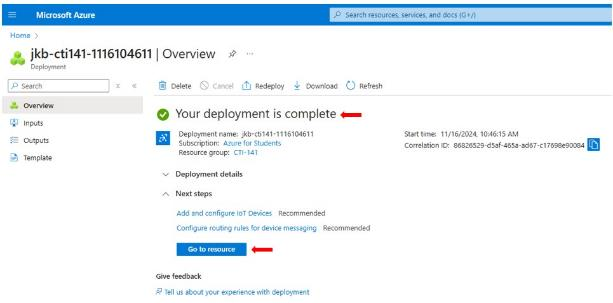 Microsoft Azure
Search resources, services, and docs (G+/)
Home >
jkb-cti141-1116104611 | Overview
Deployment
Search
Delete Cancel Redeploy Download Refresh
Overview
Inputs
Outputs
Template
Your deployment is complete
Deployment name: jkb-cti141-1116104611
Subscription: Azure for Students
Resource group: CTI-141
Start time: 11/16/2024, 10:46:15 AM
Correlation ID: 86826529-d5af-465a-ad67-c17698e90084
Deployment details
Next steps
Add and configure IoT Devices Recommended
Configure routing rules for device messaging Recommended
Go to resource
Give feedback
Tell us about your experience with deployment